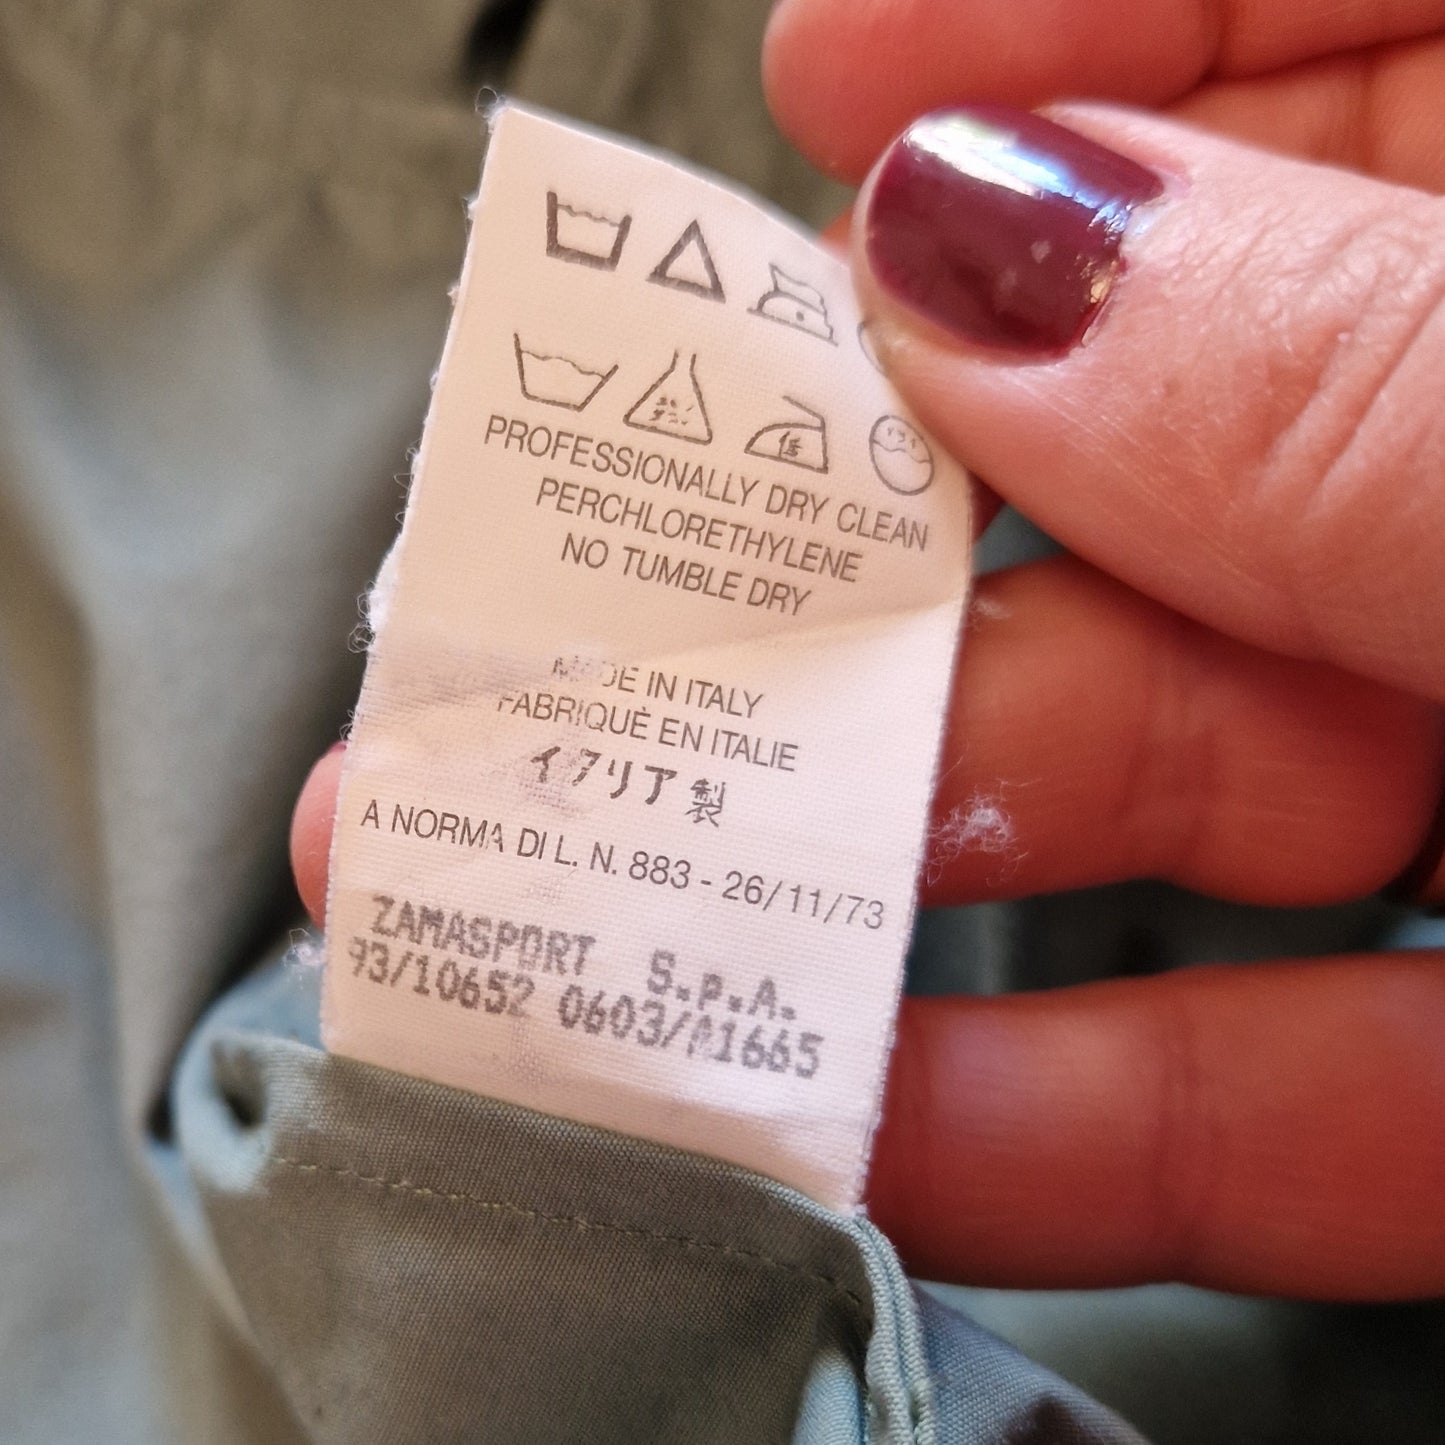 PROFESSIONALLY DRY CLEAN
PERCHLORETHYLENE
NO TUMBLE DRY
MADE IN ITALY
FABRIQUÈ EN ITALIE
イタリア製
A NORMA DI L. N. 883 - 26/11/73
ZAMASPORT S.p.A.
93/10652 0603/A1665